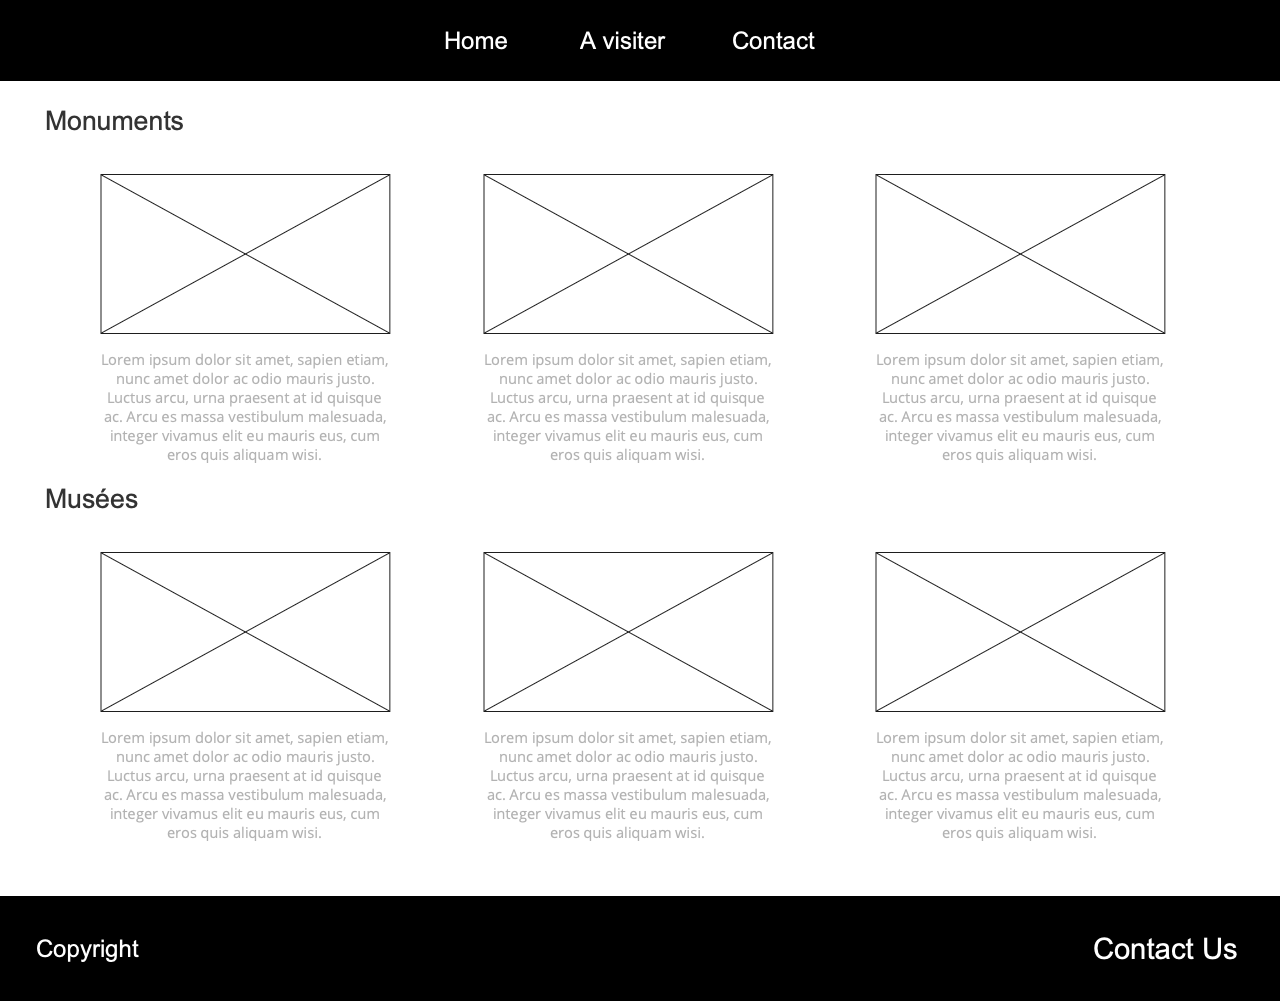 Home A visiter Contact
Monuments
Lorem ipsum dolor sit amet, sapien etiam,
nunc amet dolor ac odio mauris justo.
Luctus arcu, urna praesent at id quisque
ac. Arcu es massa vestibulum malesuada,
integer vivamus elit eu mauris eus, cum
eros quis aliquam wisi.
Lorem ipsum dolor sit amet, sapien etiam,
nunc amet dolor ac odio mauris justo.
Luctus arcu, urna praesent at id quisque
ac. Arcu es massa vestibulum malesuada,
integer vivamus elit eu mauris eus, cum
eros quis aliquam wisi.
Lorem ipsum dolor sit amet, sapien etiam,
nunc amet dolor ac odio mauris justo.
Luctus arcu, urna praesent at id quisque
ac. Arcu es massa vestibulum malesuada,
integer vivamus elit eu mauris eus, cum
eros quis aliquam wisi.
Musées
Lorem ipsum dolor sit amet, sapien etiam,
nunc amet dolor ac odio mauris justo.
Luctus arcu, urna praesent at id quisque
ac. Arcu es massa vestibulum malesuada,
integer vivamus elit eu mauris eus, cum
eros quis aliquam wisi.
Lorem ipsum dolor sit amet, sapien etiam,
nunc amet dolor ac odio mauris justo.
Luctus arcu, urna praesent at id quisque
ac. Arcu es massa vestibulum malesuada,
integer vivamus elit eu mauris eus, cum
eros quis aliquam wisi.
Lorem ipsum dolor sit amet, sapien etiam,
nunc amet dolor ac odio mauris justo.
Luctus arcu, urna praesent at id quisque
ac. Arcu es massa vestibulum malesuada,
integer vivamus elit eu mauris eus, cum
eros quis aliquam wisi.
Copyright
Contact Us